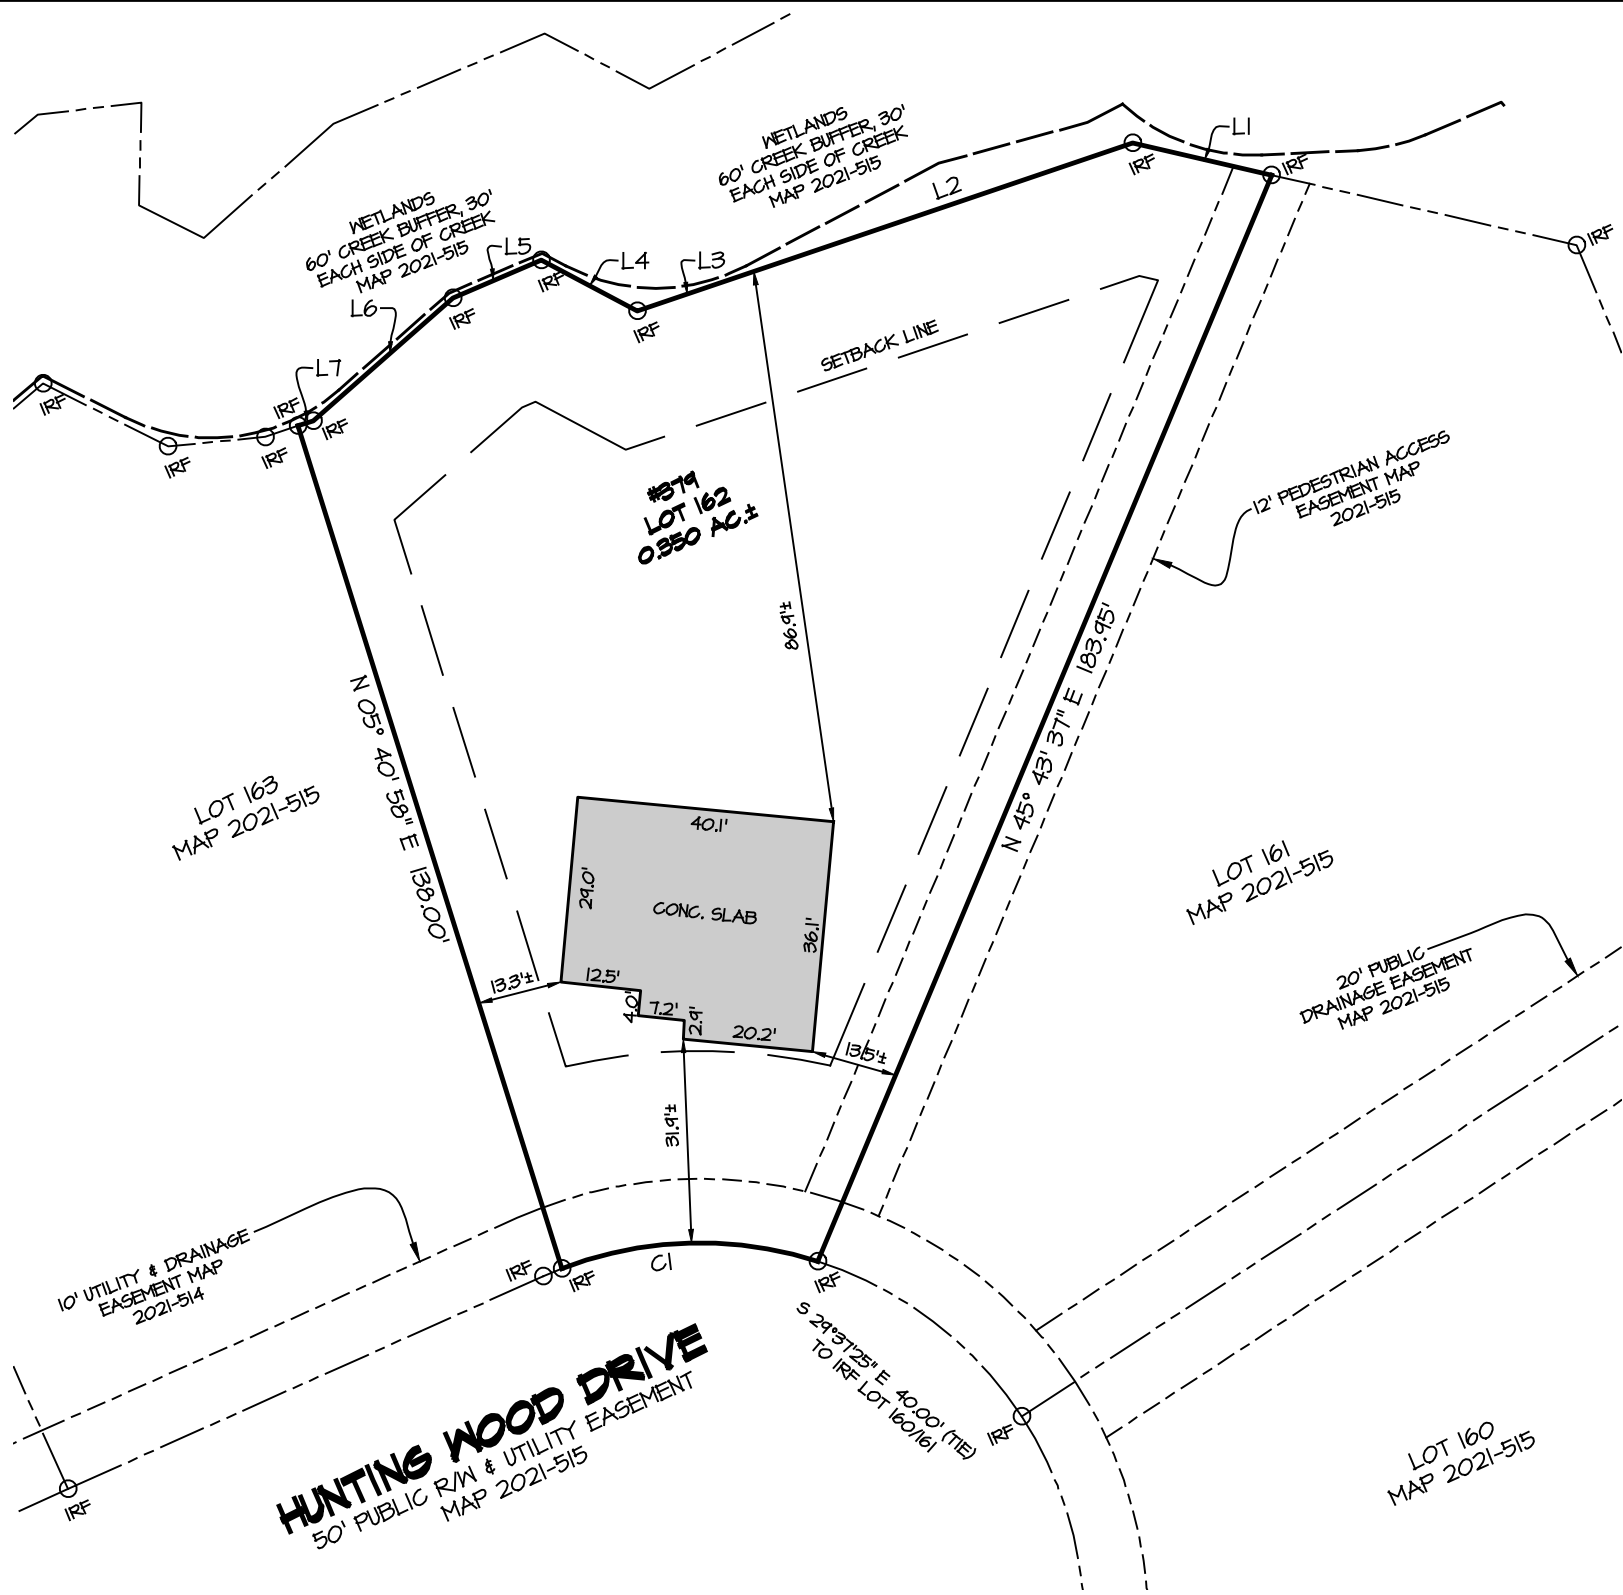 WETLANDS
60' CREEK BUFFER, 30'
EACH SIDE OF CREEK
MAP 2021-515
L1
IRF
IRF
L2
IRF
WETLANDS
60' CREEK BUFFER, 30'
EACH SIDE OF CREEK
MAP 2021-515
L5
L4
L3
IRF
L6
IRF
IRF
SETBACK LINE
L7
IRF
IRF
IRF
IRF
IRF
#379
LOT 162
0.350 AC.±
12' PEDESTRIAN ACCESS
EASEMENT MAP
2021-515
86.9'±
N 05° 40' 58" E 138.00'
N 45° 43' 37" E 183.95'
LOT 163
MAP 2021-515
40.1'
29.0'
CONC. SLAB
36.1'
LOT 161
MAP 2021-515
13.3'±
12.5'
4.0'
7.2'
2.9'
20.2'
13.5'±
20' PUBLIC
DRAINAGE EASEMENT
MAP 2021-515
31.9'±
10' UTILITY & DRAINAGE
EASEMENT MAP
2021-514
IRF
IRF
C1
IRF
S 29°37'25" E 40.00' (TIE)
TO IRF LOT 160/161
IRF
HUNTING WOOD DRIVE
50' PUBLIC R/W & UTILITY EASEMENT
MAP 2021-515
IRF
LOT 160
MAP 2021-515